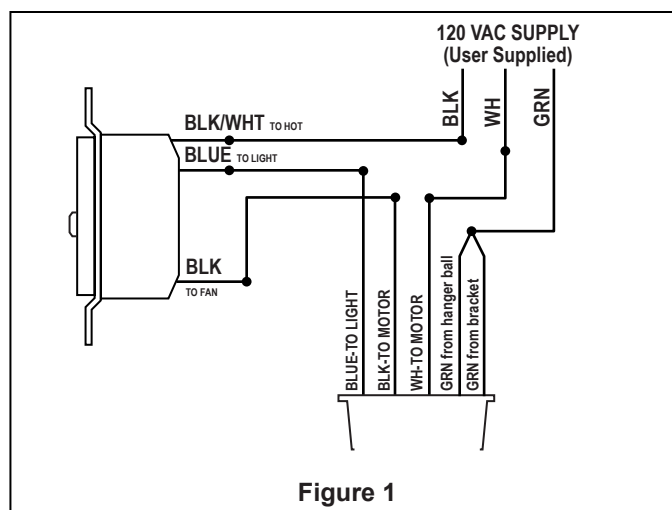 120 VAC SUPPLY
(User Supplied)
BLK
WH
GRN
BLK/WHT TO HOT
BLUE TO LIGHT
BLK
TO FAN
BLUE-TO LIGHT
BLK-TO MOTOR
WH-TO MOTOR
GRN from hanger ball
GRN from bracket
Figure 1